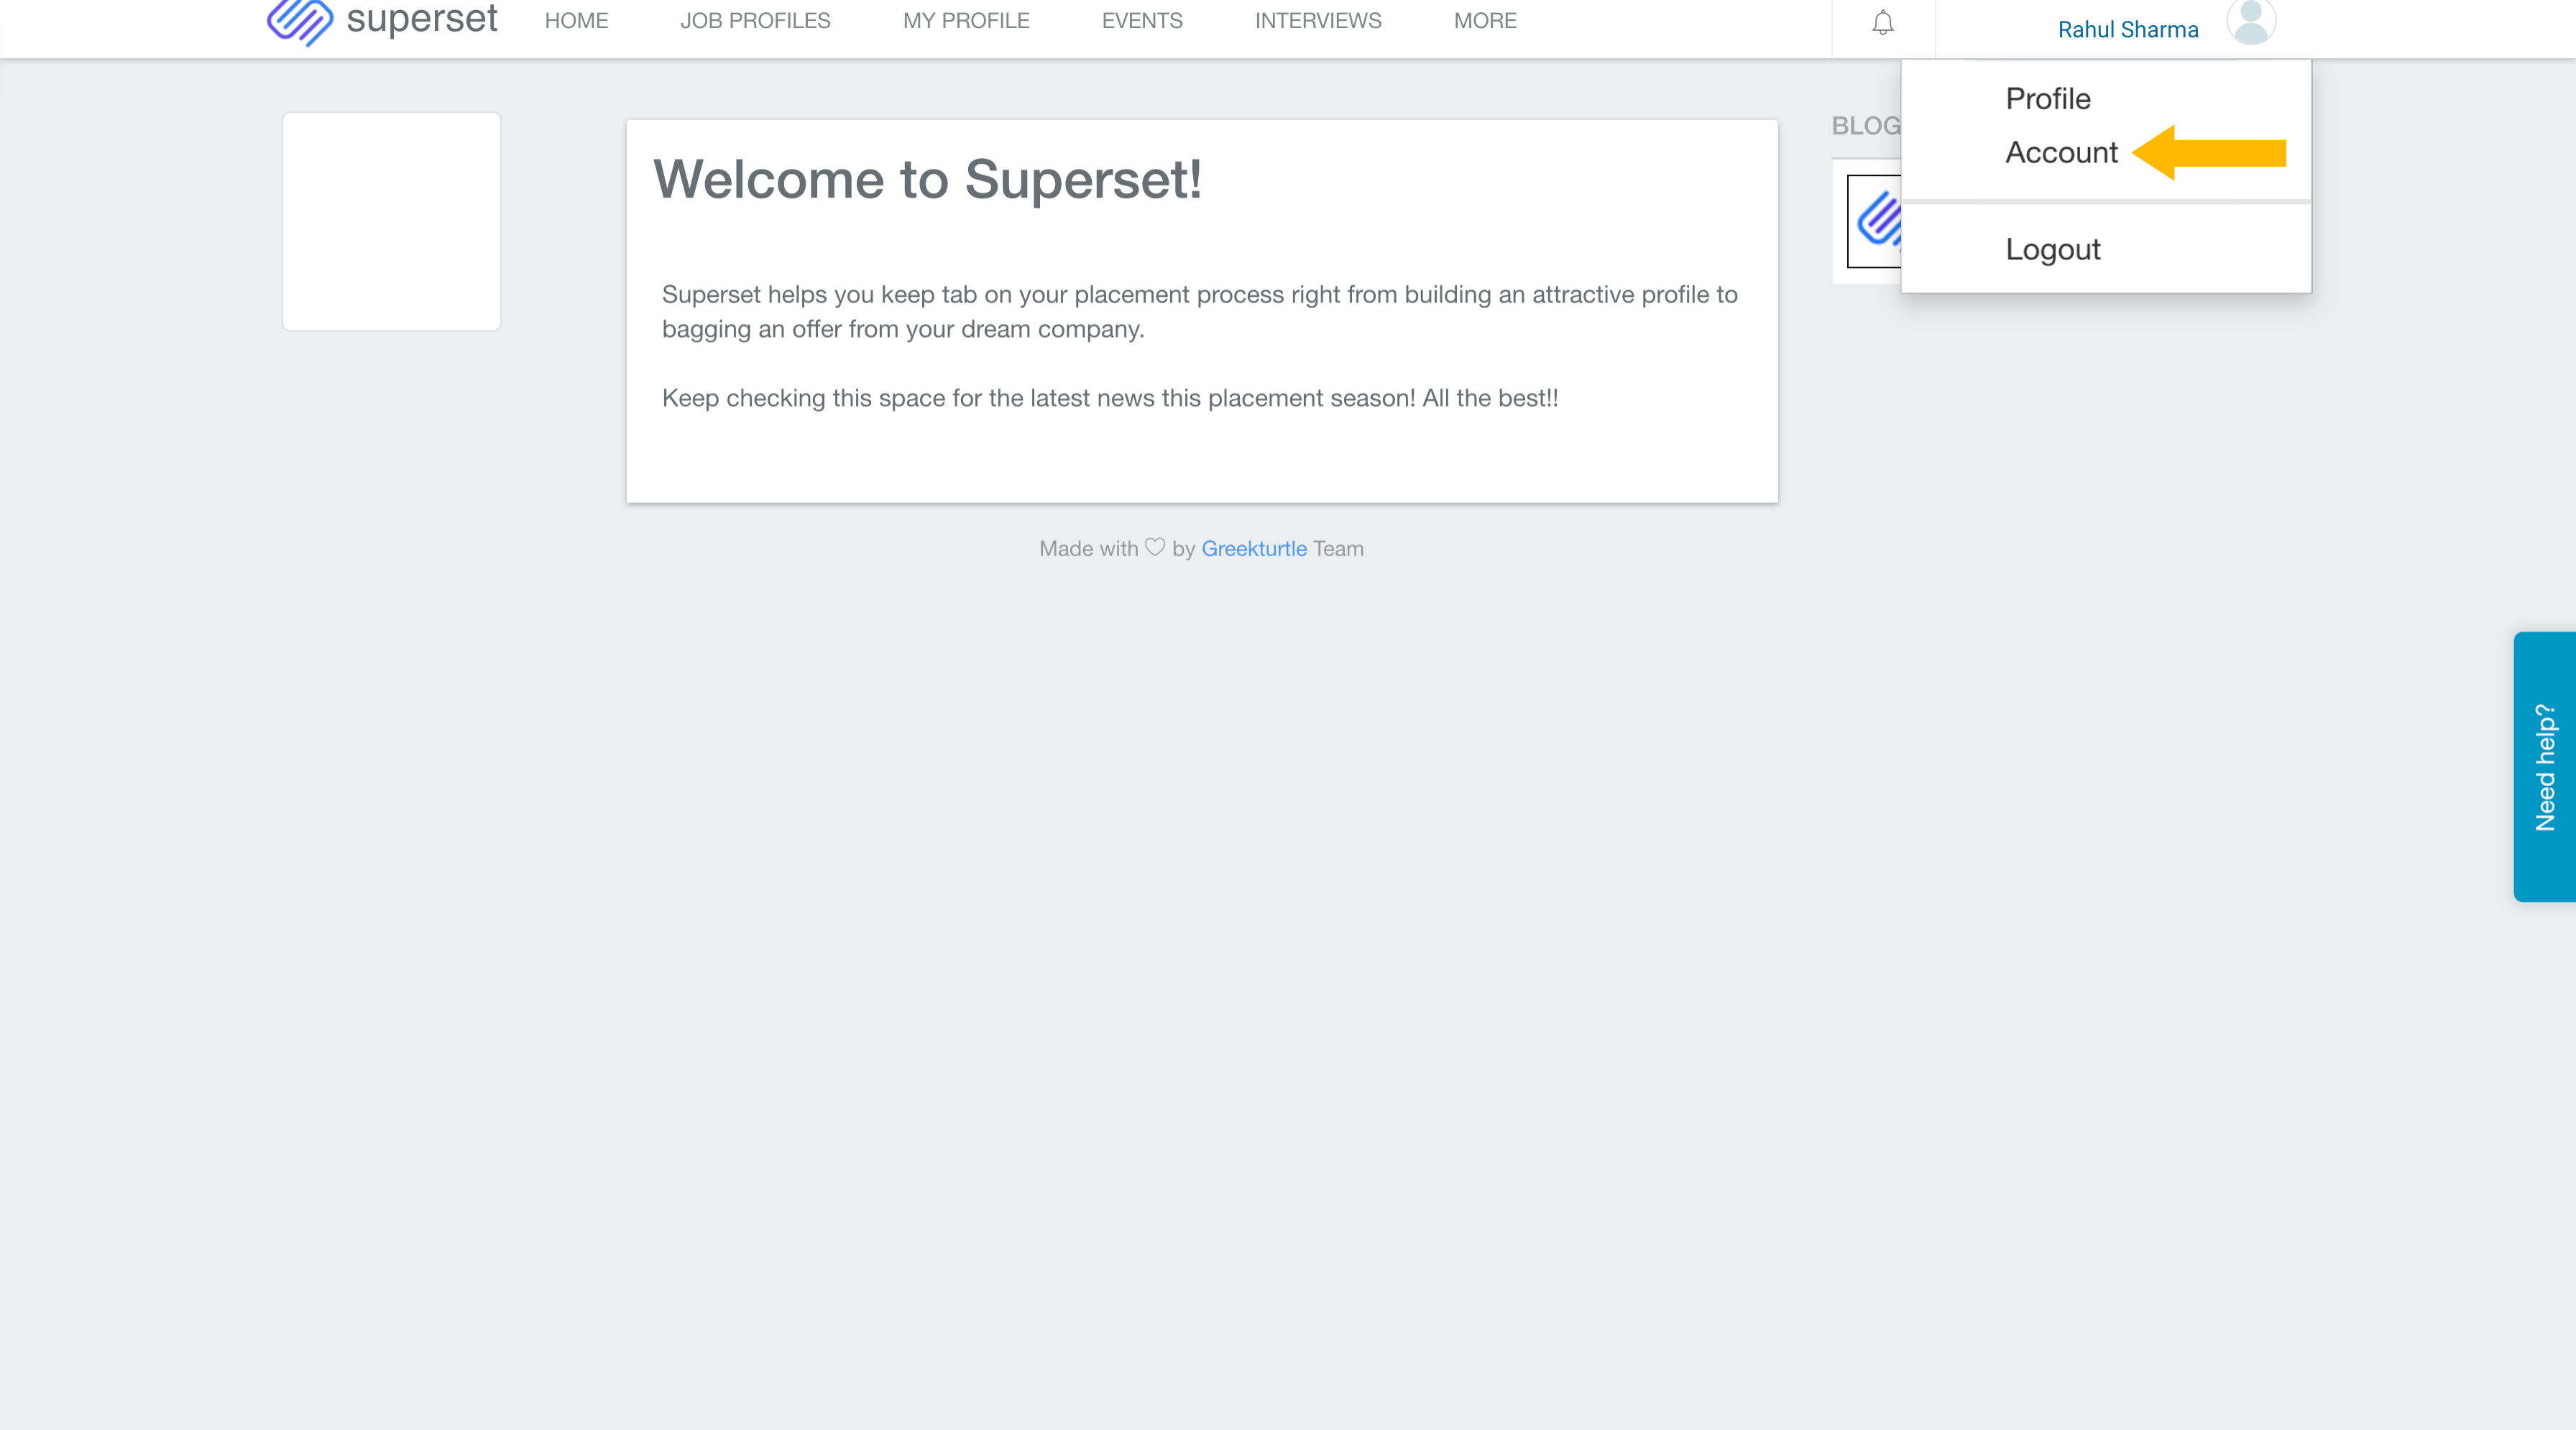 superset
HOME
JOB PROFILES
MY PROFILE
EVENTS
INTERVIEWS
MORE
Rahul Sharma
Profile
Account
Logout
BLOG
Welcome to Superset!
Superset helps you keep tab on your placement process right from building an attractive profile to
bagging an offer from your dream company.
Keep checking this space for the latest news this placement season! All the best!!
Made with ♡ by Greekturtle Team
Need help?